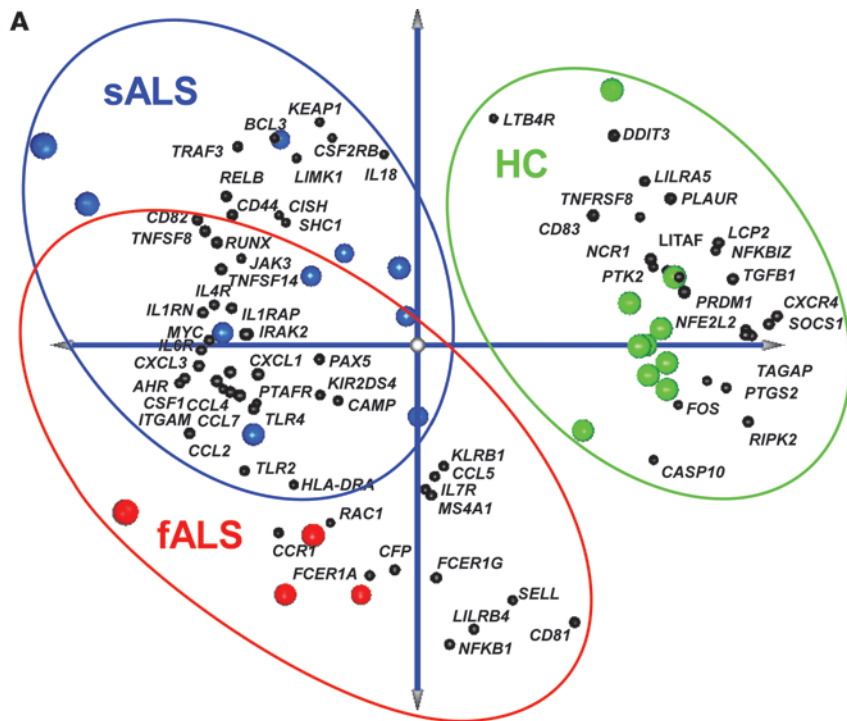 A
sALS
KEAP1
BCL3
CSF2RB
TRAF3
LIMK1
IL18
RELB
CD44
CISH
CD82
SHC1
TNFSF8
RUNX
JAK3
TNFSF14
IL4R
IL1RN
IL1RAP
MYC
IRAK2
IL6R
CXCL3
CXCL1
PAX5
AHR
PTAFR
KIR2DS4
CSF1
CCL4
CAMP
ITGAM
CCL7
TLR4
CCL2
TLR2
HLA-DRA
KLRB1
CCL5
IL7R
MS4A1
fALS
RAC1
CCR1
CFP
FCER1A
FCER1G
SELL
LILRB4
CD81
NFKB1
HC
LTB4R
DDIT3
LILRA5
TNFRSF8
PLAUR
CD83
LCP2
NCR1
LITAF
NFKBIZ
PTK2
TGFB1
PRDM1
CXCR4
NFE2L2
SOCS1
TAGAP
PTGS2
FOS
RIPK2
CASP10